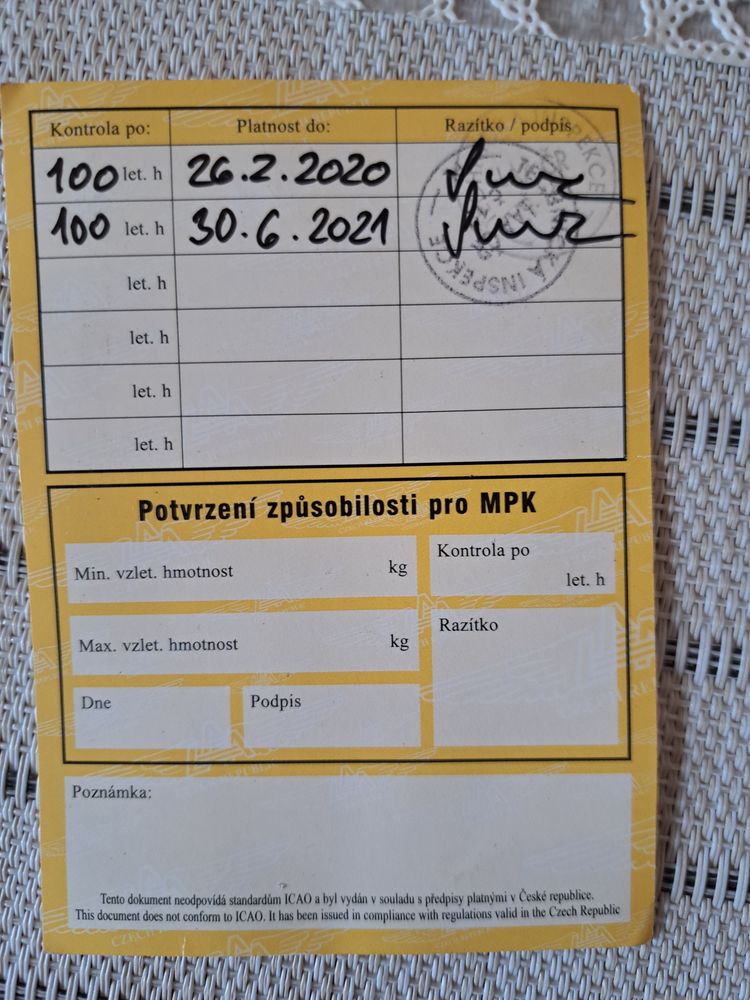 Kontrola po: Platnost do: Razítko / podpis
100 let. h 26.2.2020
100 let. h 30.6.2021
let. h
let. h
let. h
let. h
INSPEKCE
Potvrzení způsobilosti pro MPK
Min. vzlet. hmotnost kg
Kontrola po
let. h
Max. vzlet. hmotnost kg
Razítko
Dne
Podpis
Poznámka:
Tento dokument neodpovídá standardům ICAO a byl vydán v souladu s předpisy platnými v České republice.
This document does not conform to ICAO. It has been issued in compliance with regulations valid in the Czech Republic